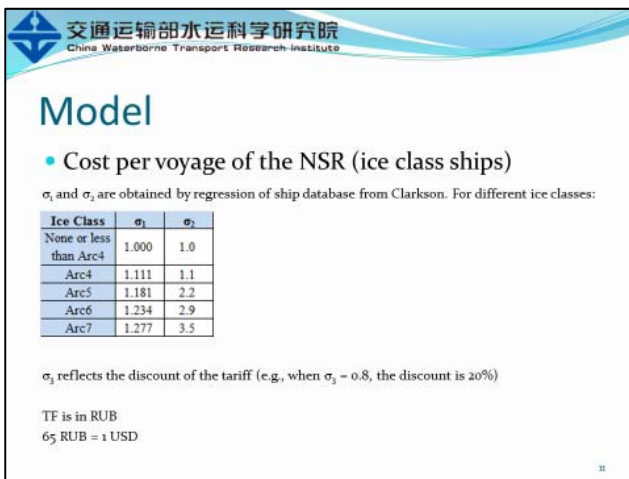 交通运输部水运科学研究院
China Waterborne Transport Research Institute
Model
• Cost per voyage of the NSR (ice class ships)
σ₁ and σ₂ are obtained by regression of ship database from Clarkson. For different ice classes:
Ice Class σ₁ σ₂
None or less
than Arc4 1.000 1.0
Arc4 1.111 1.1
Arc5 1.181 2.2
Arc6 1.234 2.9
Arc7 1.277 3.5
σ₃ reflects the discount of the tariff (e.g., when σ₃ = 0.8, the discount is 20%)
TF is in RUB
65 RUB = 1 USD
11